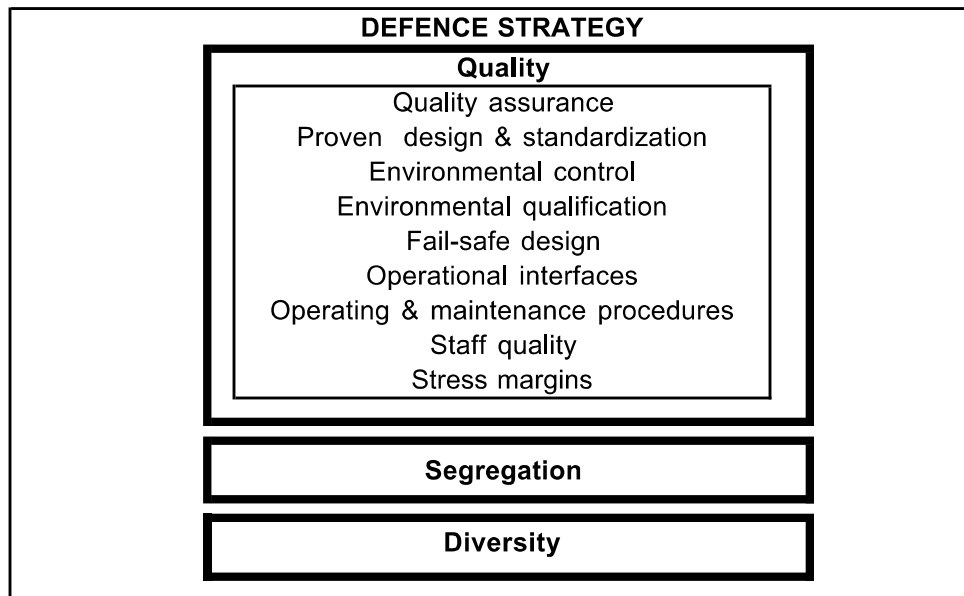 DEFENCE STRATEGY
Quality
Quality assurance
Proven design & standardization
Environmental control
Environmental qualification
Fail-safe design
Operational interfaces
Operating & maintenance procedures
Staff quality
Stress margins
Segregation
Diversity